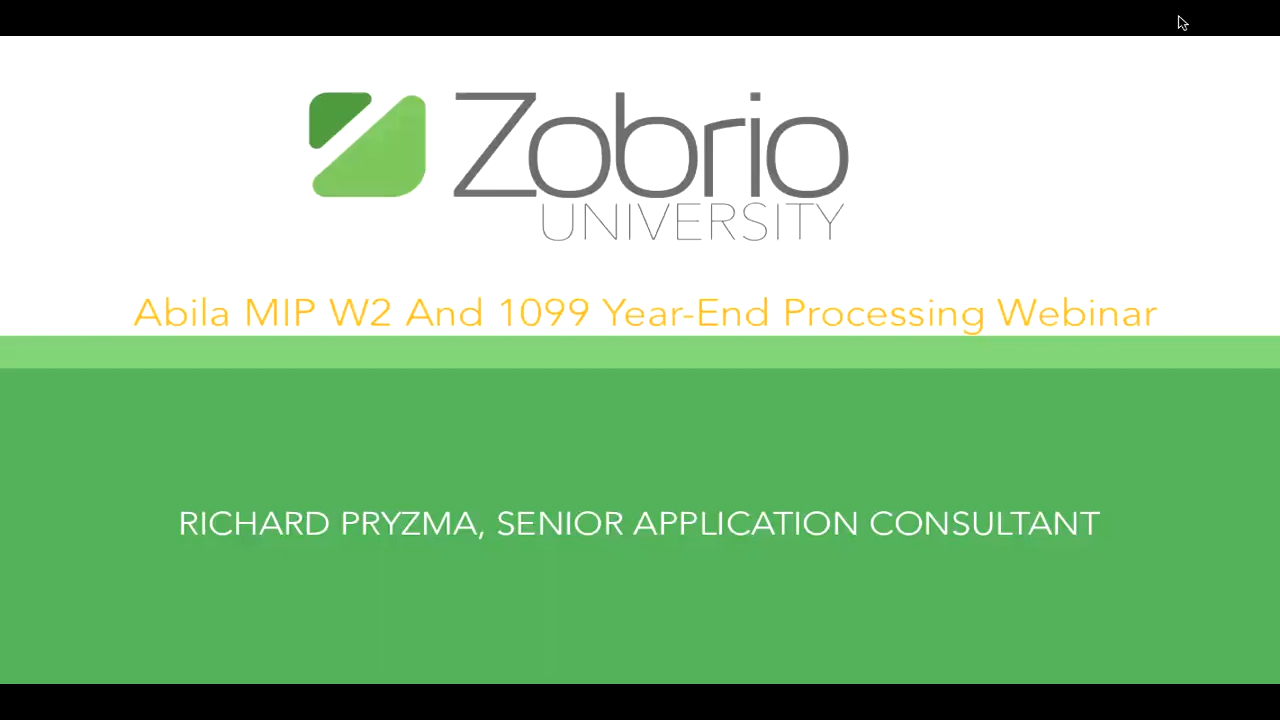 Zobrio
UNIVERSITY
Abila MIP W2 And 1099 Year-End Processing Webinar
RICHARD PRYZMA, SENIOR APPLICATION CONSULTANT